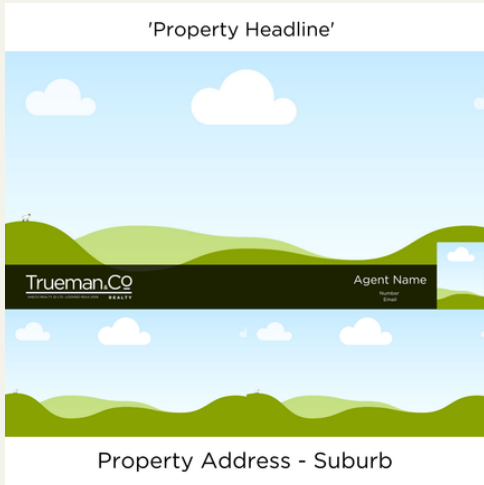 'Property Headline'
Trueman.Co
REALTY
Agent Name
Number
Email
Property Address - Suburb